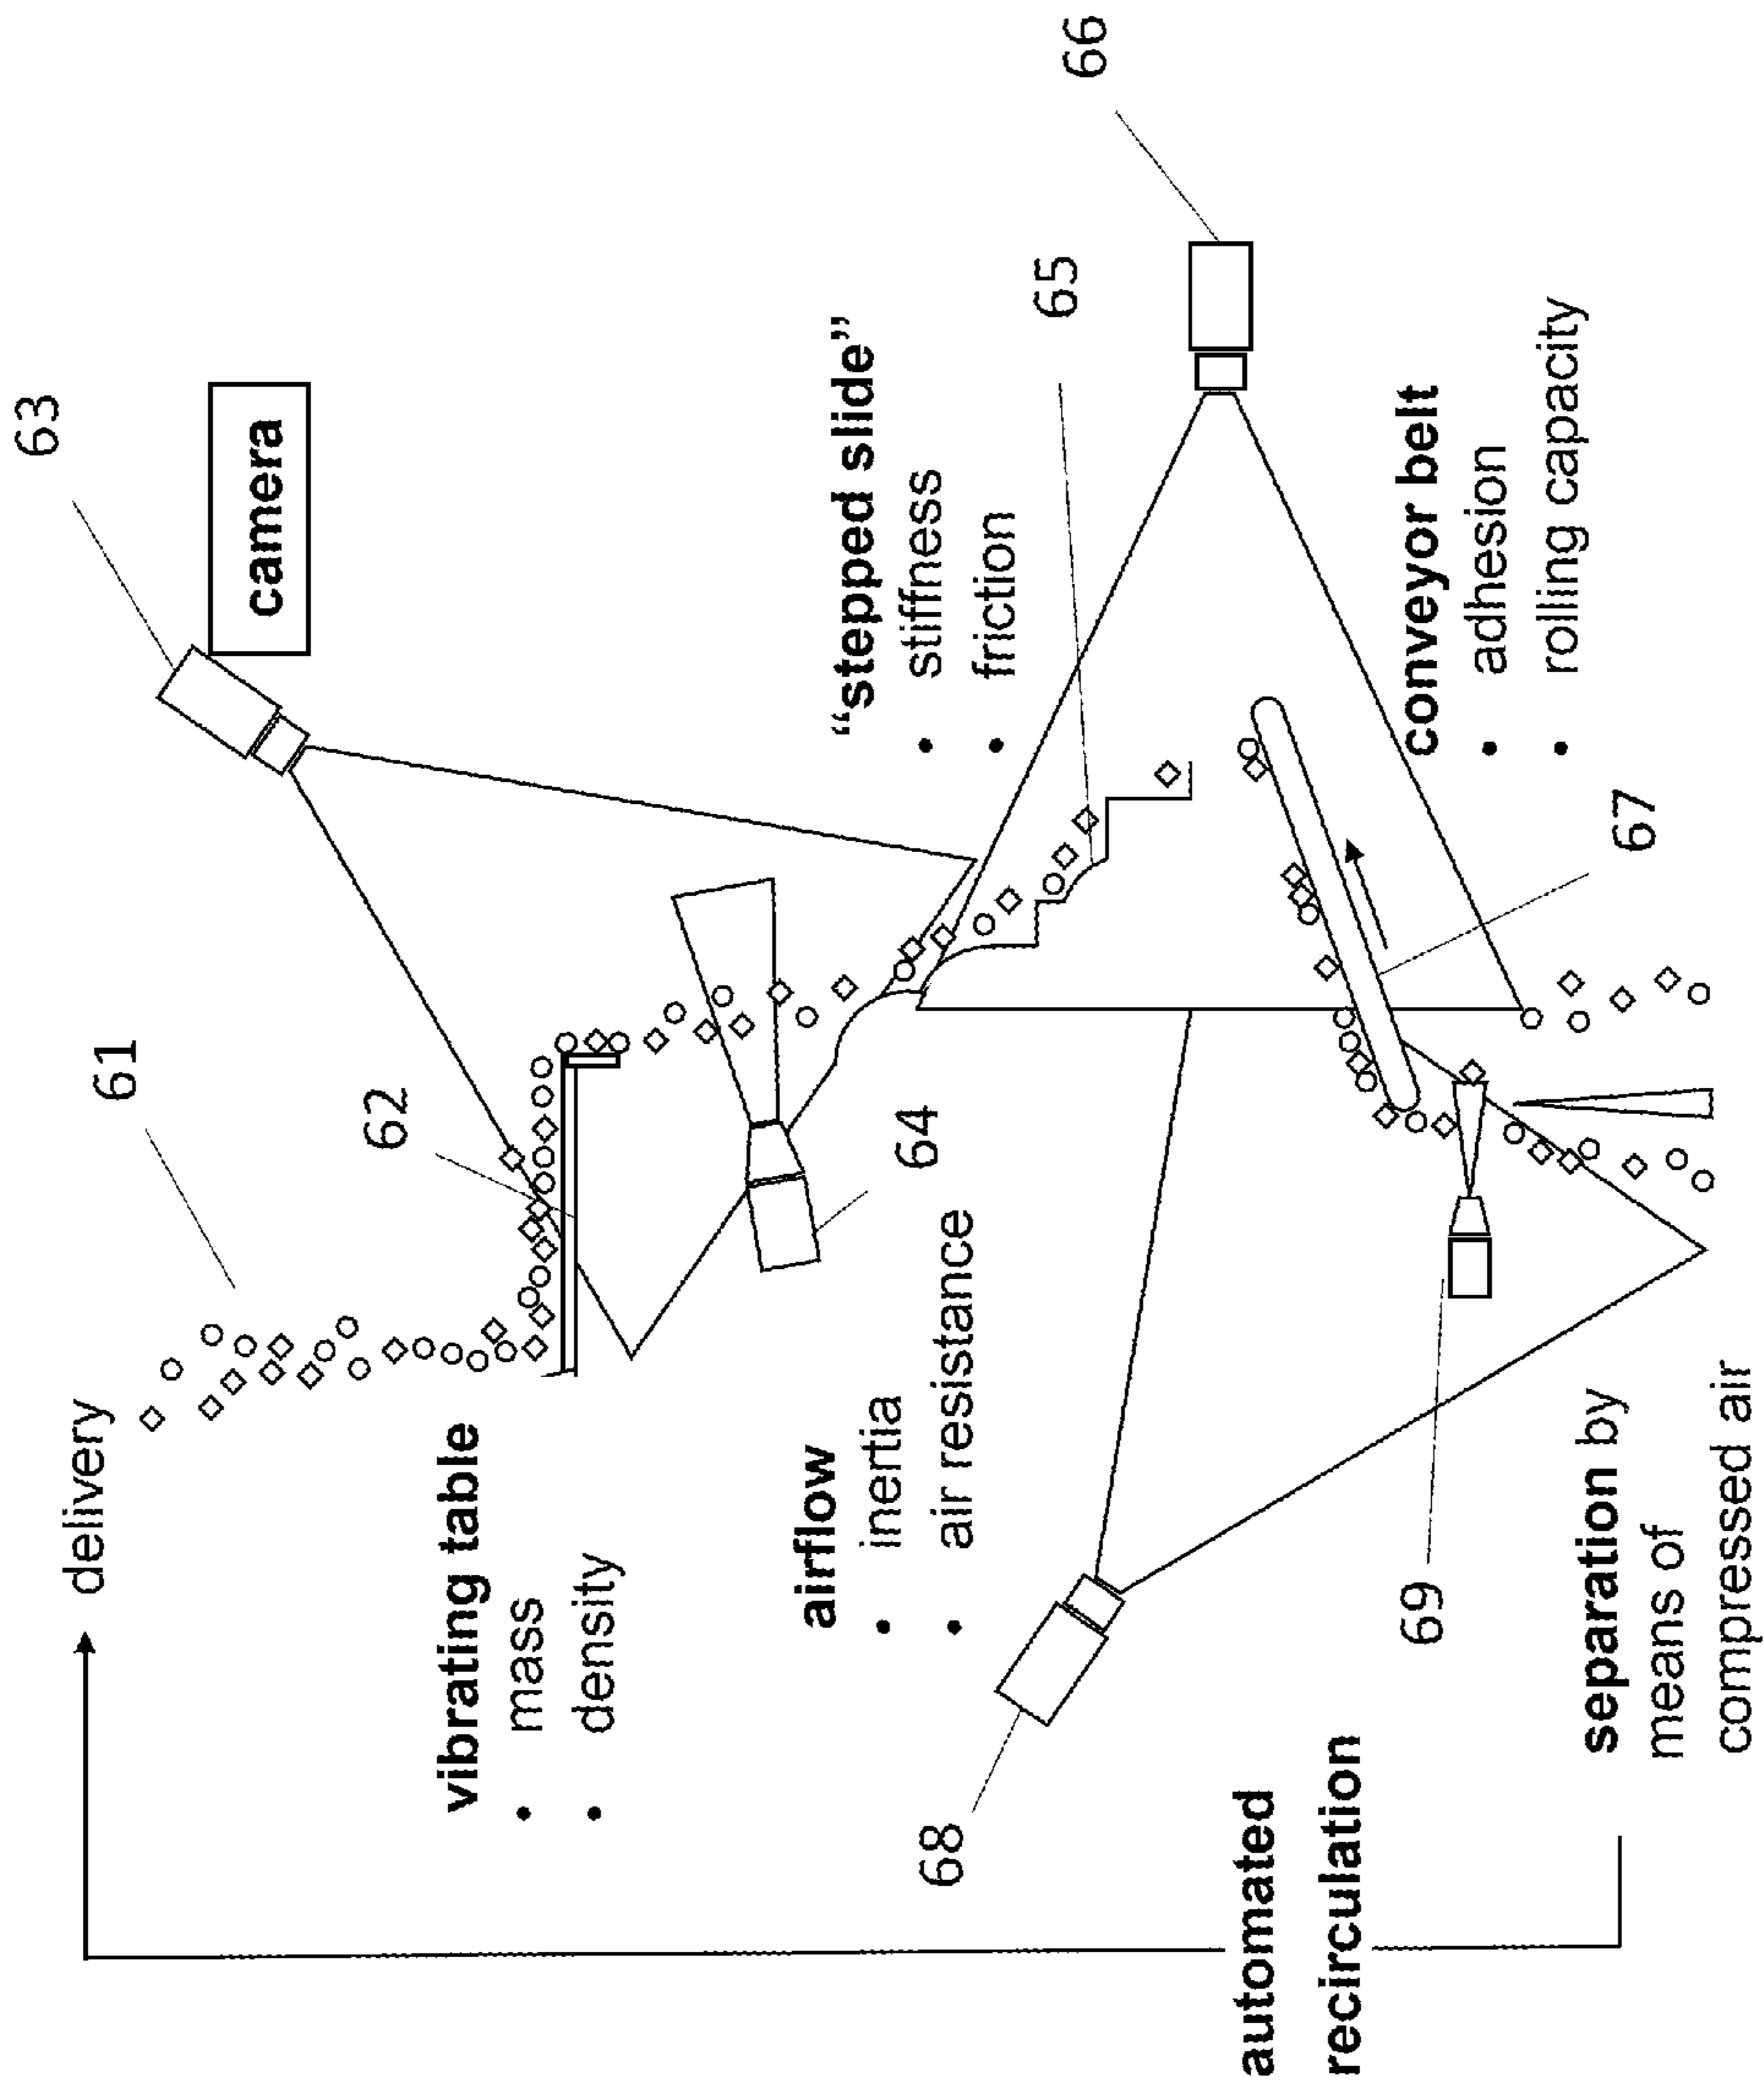 delivery
61
63
camera
vibrating table
• mass
• density
62
airflow
• inertia
• air resistance
64
“stepped slide”
• stiffness
• friction
65
66
68
automated
recirculation
conveyor belt
• adhesion
• rolling capacity
67
69
separation by
means of
compressed air